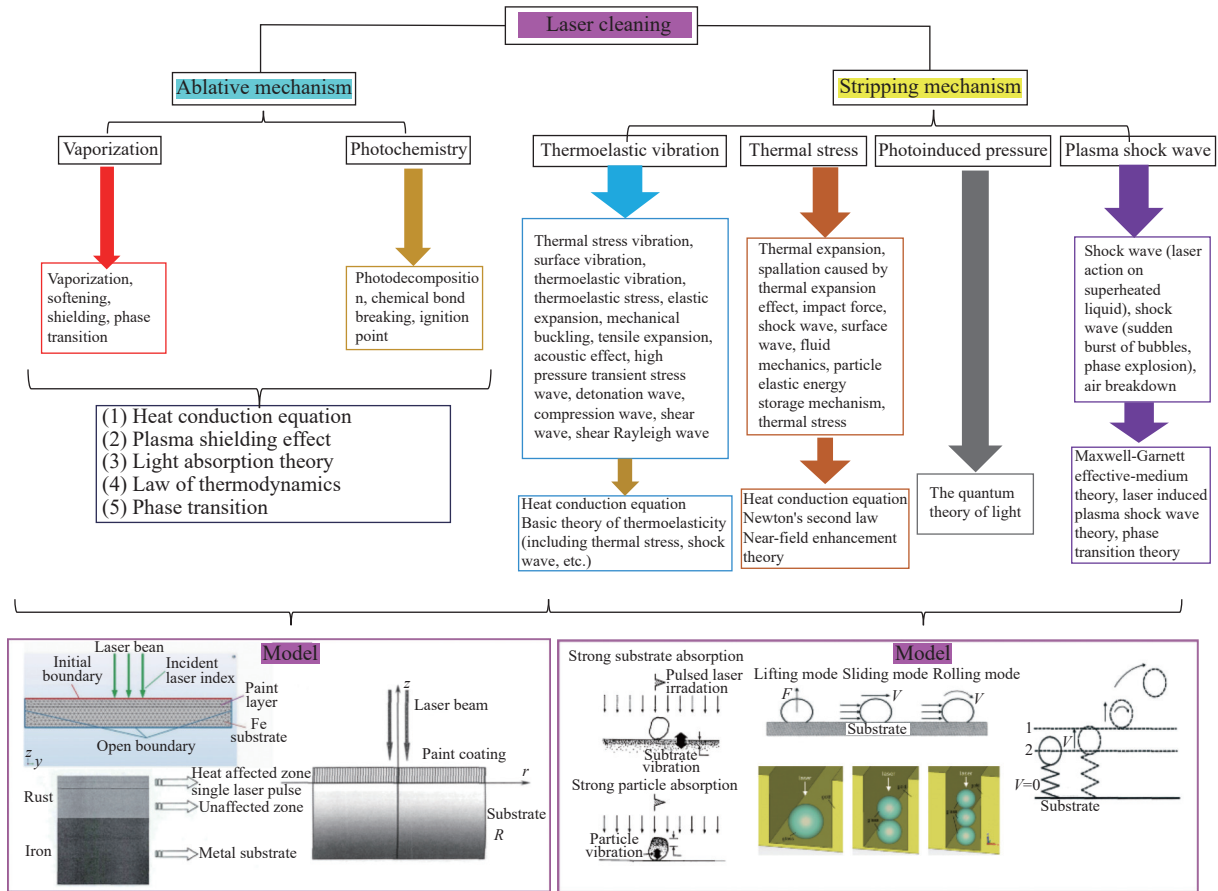 Laser cleaning
Ablative mechanism
Stripping mechanism
Vaporization
Photochemistry
Thermoelastic vibration
Thermal stress
Photoinduced pressure
Plasma shock wave
Vaporization,
softening,
shielding, phase
transition
Photodecompositio
n, chemical bond
breaking, ignition
point
Thermal stress vibration,
surface vibration,
thermoelastic vibration,
thermoelastic stress, elastic
expansion, mechanical
buckling, tensile expansion,
acoustic effect, high
pressure transient stress
wave, detonation wave,
compression wave, shear
wave, shear Rayleigh wave
Thermal expansion,
spallation caused by
thermal expansion
effect, impact force,
shock wave, surface
wave, fluid
mechanics, particle
elastic energy
storage mechanism,
thermal stress
Shock wave (laser
action on
superheated
liquid), shock
wave (sudden
burst of bubbles,
phase explosion),
air breakdown
(1) Heat conduction equation
(2) Plasma shielding effect
(3) Light absorption theory
(4) Law of thermodynamics
(5) Phase transition
Heat conduction equation
Basic theory of thermoelasticity
(including thermal stress, shock
wave, etc.)
Heat conduction equation
Newton's second law
Near-field enhancement
theory
The quantum
theory of light
Maxwell-Garnett
effective-medium
theory, laser induced
plasma shock wave
theory, phase
transition theory
Model
Laser bean
Initial
boundary
Incident
laser index
Paint
layer
Fe
substrate
Open boundary
z
y
Rust
Iron
Heat affected zone
single laser pulse
Unaffected zone
Metal substrate
z
Laser beam
Paint coating
r
Substrate
R
Model
Strong substrate absorption
Pulsed laser
irradation
Subtrate
vibration
Strong particle absorption
Particle
vibration
Lifting mode Sliding mode Rolling mode
F
V
V
Substrate
laser
laser
laser
1
2
V
V=0
Substrate